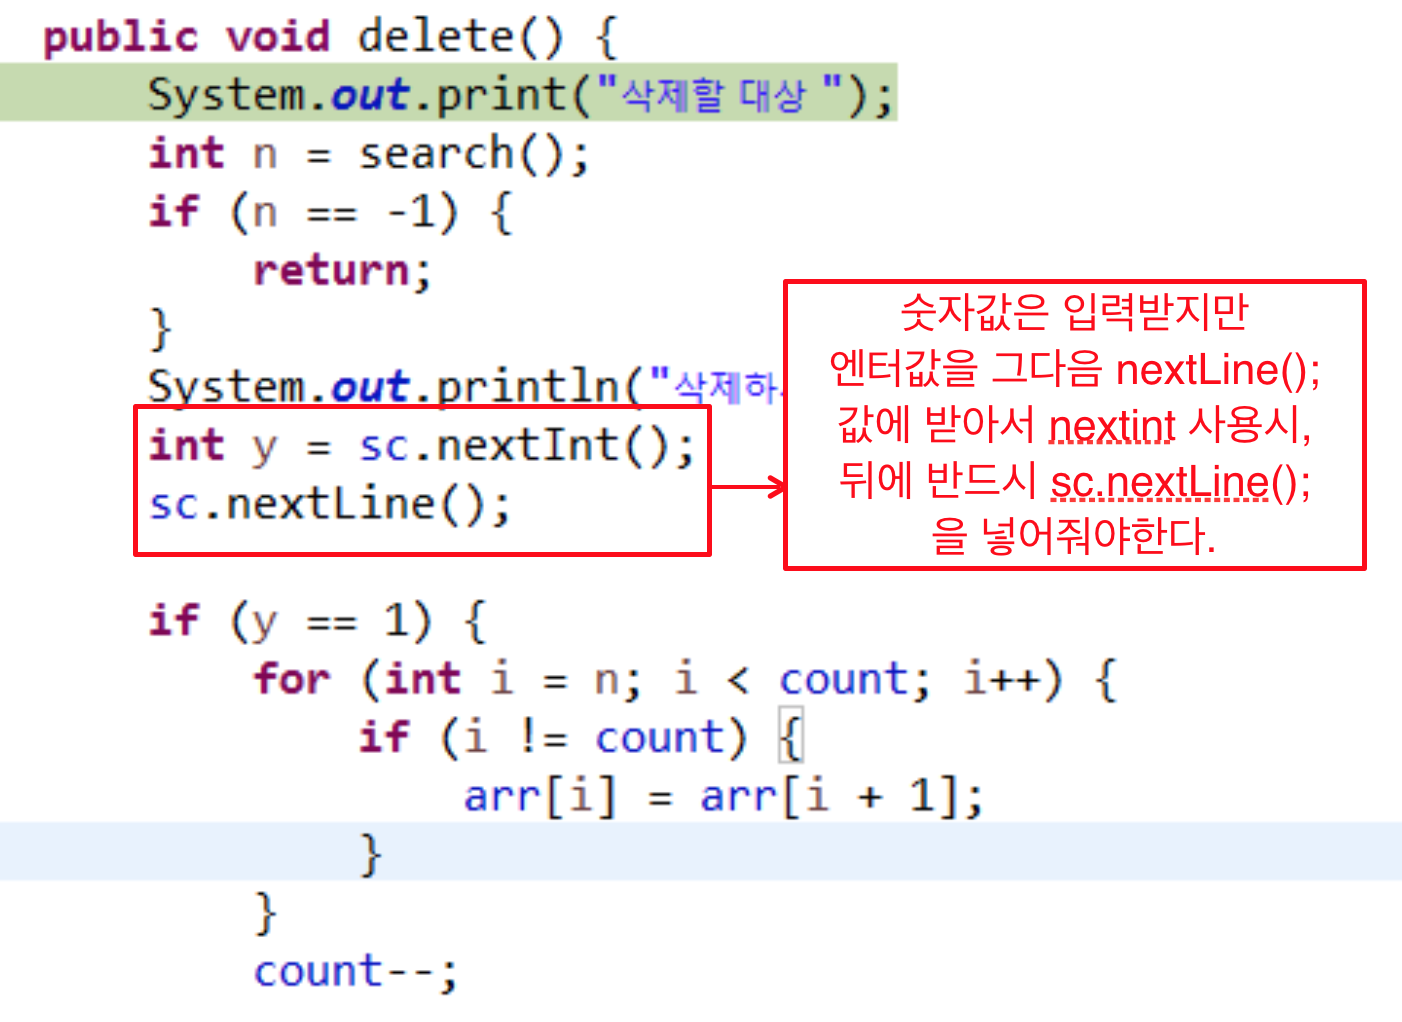 public void delete() {
System.out.print("삭제할 대상 ");
int n = search();
if (n == -1) {
return;
}
System.out.println("삭제하
int y = sc.nextInt();
sc.nextLine();
숫자값은 입력받지만
엔터값을 그다음 nextLine();
값에 받아서 nextint 사용시,
뒤에 반드시 sc.nextLine();
을 넣어줘야한다.
if (y == 1) {
for (int i = n; i < count; i++) {
if (i != count) {
arr[i] = arr[i + 1];
}
}
count--;